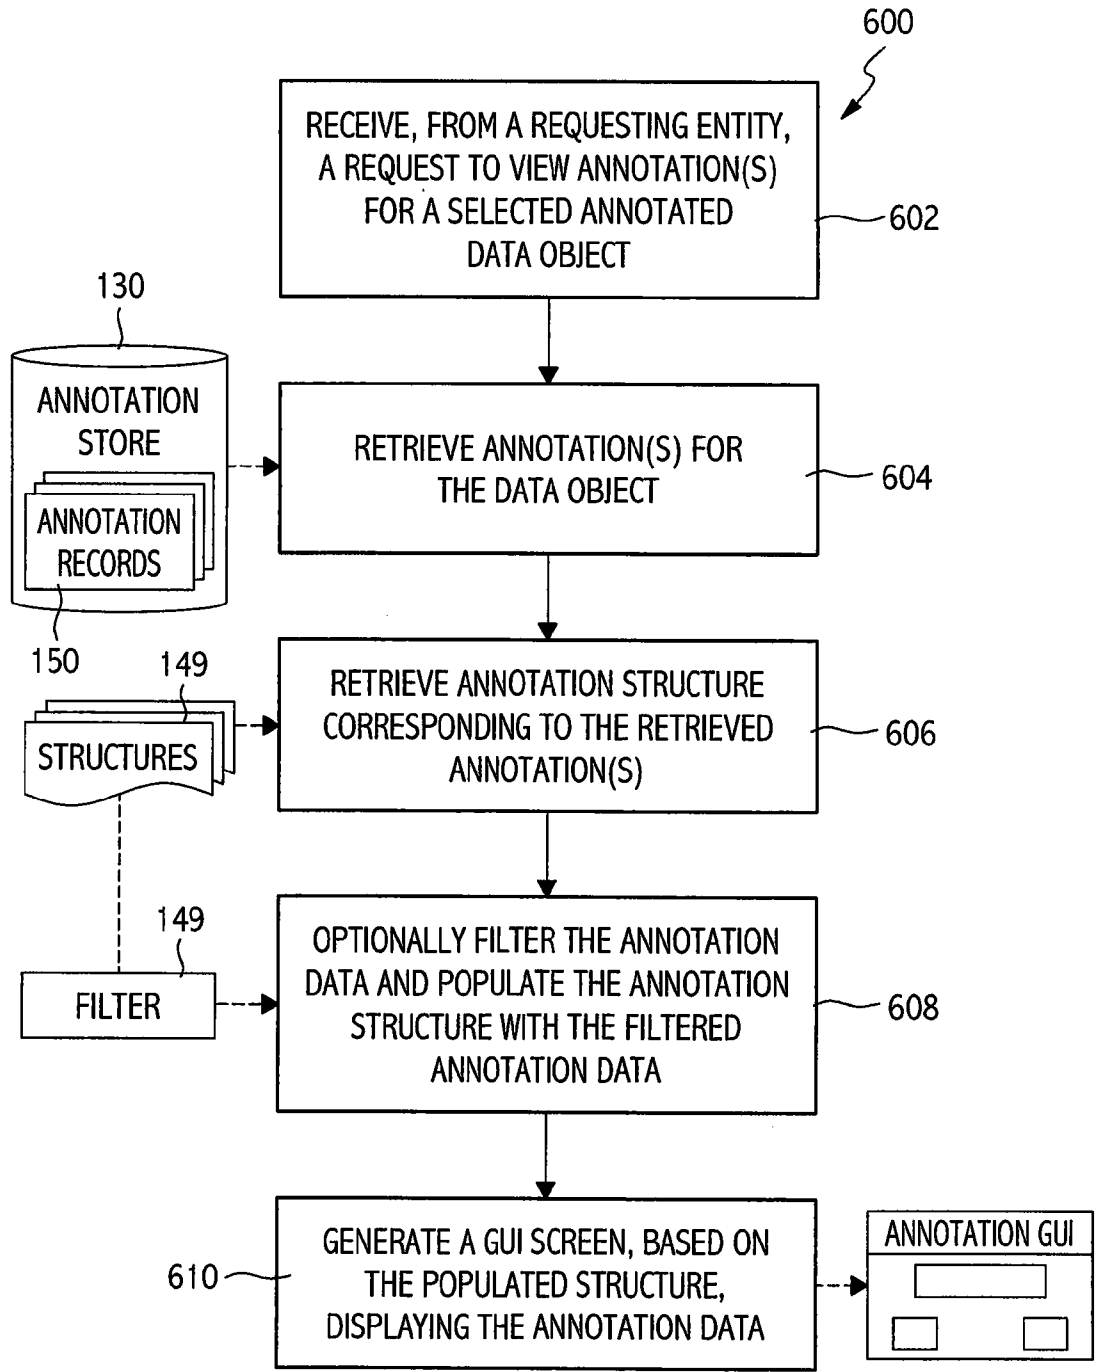 600
RECEIVE, FROM A REQUESTING ENTITY,
A REQUEST TO VIEW ANNOTATION(S)
FOR A SELECTED ANNOTATED
DATA OBJECT
602
130
ANNOTATION
STORE
ANNOTATION
RECORDS
150
RETRIEVE ANNOTATION(S) FOR
THE DATA OBJECT
604
149
STRUCTURES
RETRIEVE ANNOTATION STRUCTURE
CORRESPONDING TO THE RETRIEVED
ANNOTATION(S)
606
149
FILTER
OPTIONALLY FILTER THE ANNOTATION
DATA AND POPULATE THE ANNOTATION
STRUCTURE WITH THE FILTERED
ANNOTATION DATA
608
610
GENERATE A GUI SCREEN, BASED ON
THE POPULATED STRUCTURE,
DISPLAYING THE ANNOTATION DATA
ANNOTATION GUI